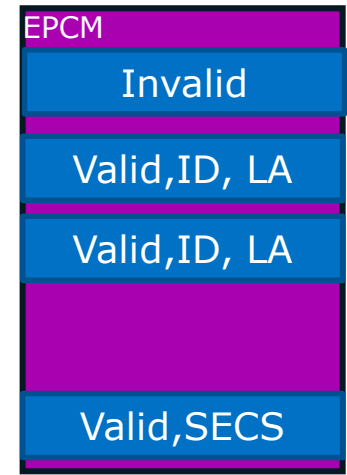 EPCM
Invalid
Valid,ID, LA
Valid,ID, LA
Valid,SECS